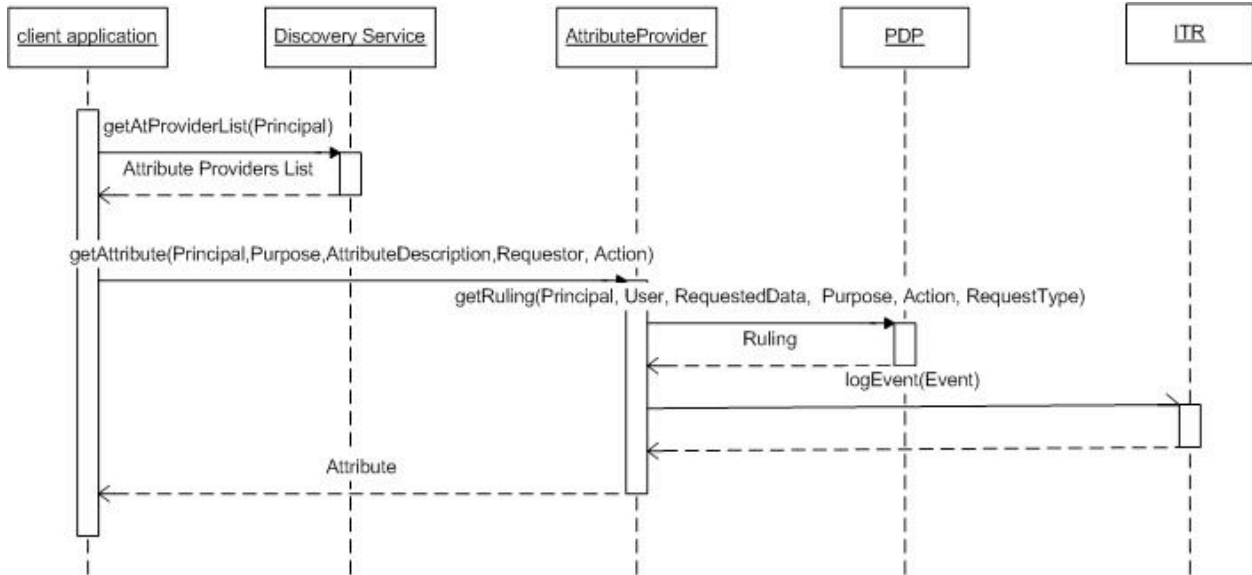 client application
Discovery Service
AttributeProvider
PDP
ITR
getAtProviderList(Principal)
Attribute Providers List
getAttribute(Principal,Purpose,AttributeDescription,Requestor, Action)
getRuling(Principal, User, RequestedData, Purpose, Action, RequestType)
Ruling
logEvent(Event)
Attribute